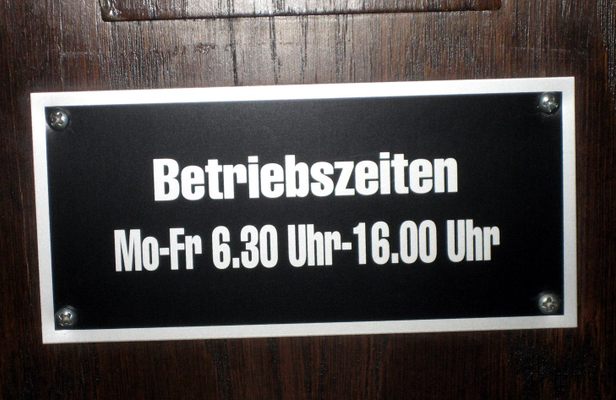 Betriebszeiten
Mo-Fr 6.30 Uhr-16.00 Uhr